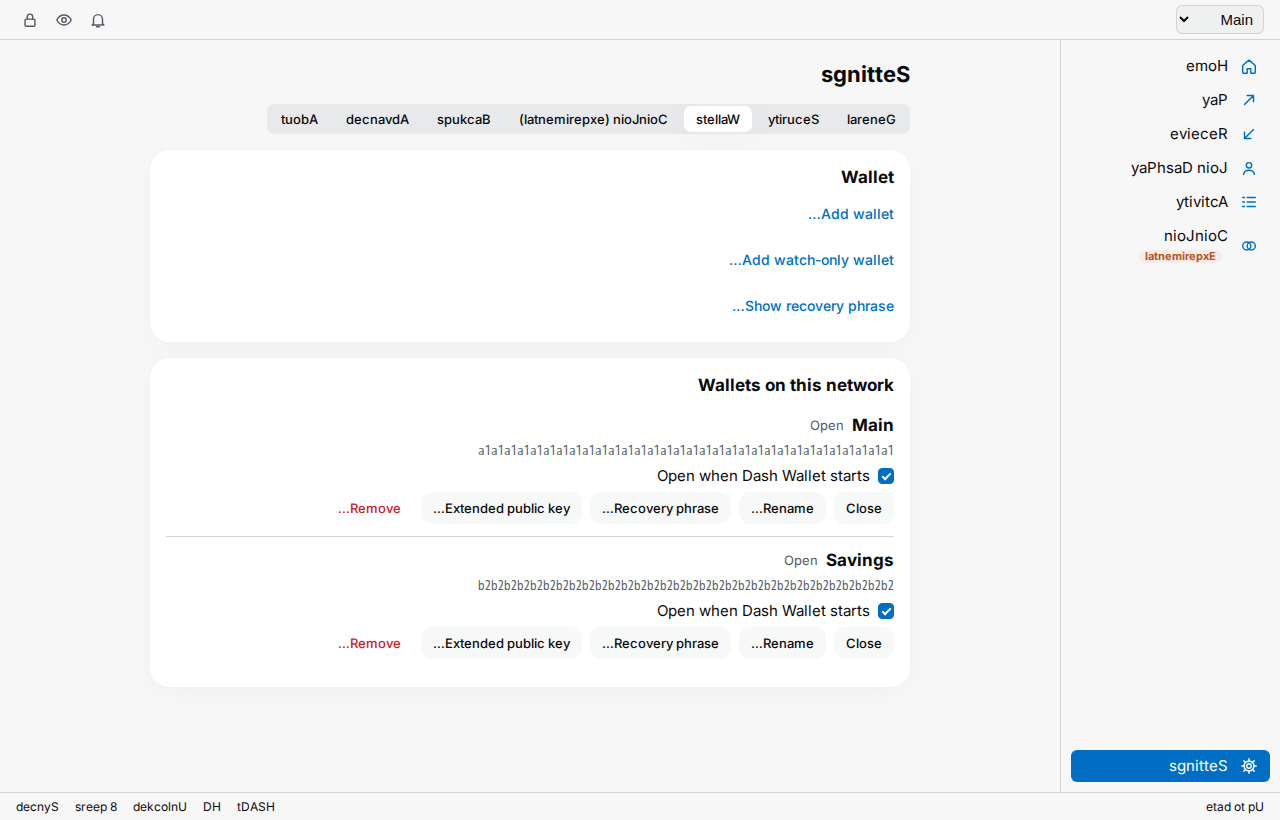 Main
emoH
yaP
evieceR
yaPhsaD nioJ
ytivitcA
nioJnioC
latnemirepxE
sgnitteS
sgnitteS
lareneG
ytiruceS
stellaW
(latnemirepxe) nioJnioC
spukcaB
decnavdA
tuobA
Wallet
...Add wallet
...Add watch-only wallet
...Show recovery phrase
Wallets on this network
Main Open
a1a1a1a1a1a1a1a1a1a1a1a1a1a1a1a1a1a1a1a1a1a1a1a1a1a1a1a1a1a1a1a1
Open when Dash Wallet starts
Close
...Rename
...Recovery phrase
...Extended public key
...Remove
Savings Open
b2b2b2b2b2b2b2b2b2b2b2b2b2b2b2b2b2b2b2b2b2b2b2b2b2b2b2b2b2b2b2b2
Open when Dash Wallet starts
Close
...Rename
...Recovery phrase
...Extended public key
...Remove
etad ot pU
tDASH
DH
dekcolnU
sreep 8
decnyS